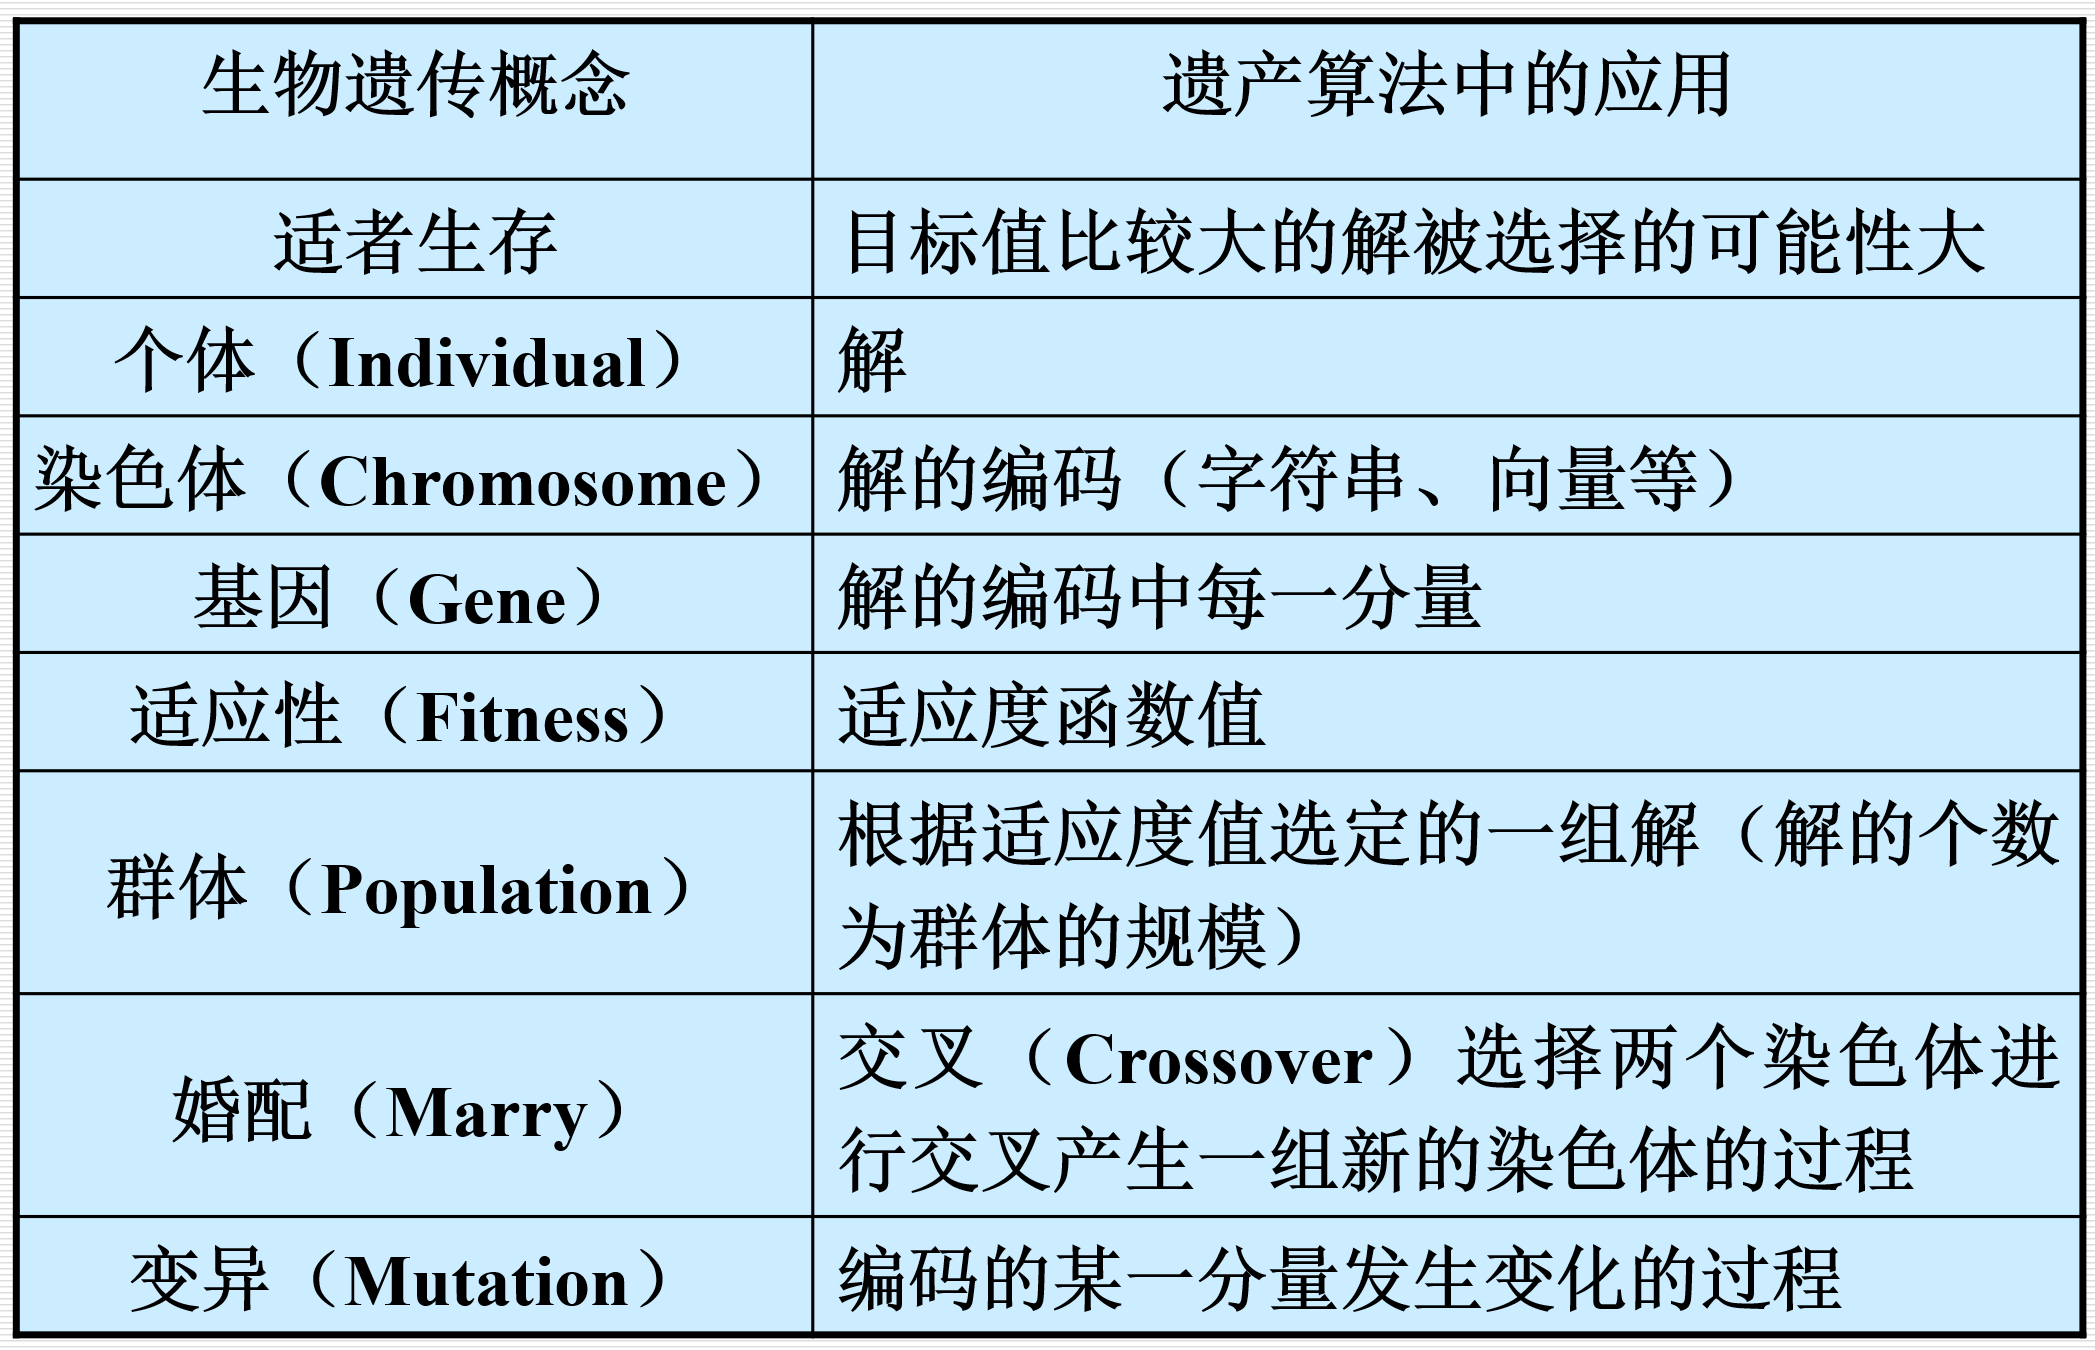 生物遗传概念
遗产算法中的应用
适者生存
目标值比较大的解被选择的可能性大
个体（Individual）
解
染色体（Chromosome）
解的编码（字符串、向量等）
基因（Gene）
解的编码中每一分量
适应性（Fitness）
适应度函数值
群体（Population）
根据适应度值选定的一组解（解的个数
为群体的规模）
婚配（Marry）
交叉（Crossover）选择两个染色体进
行交叉产生一组新的染色体的过程
变异（Mutation）
编码的某一分量发生变化的过程